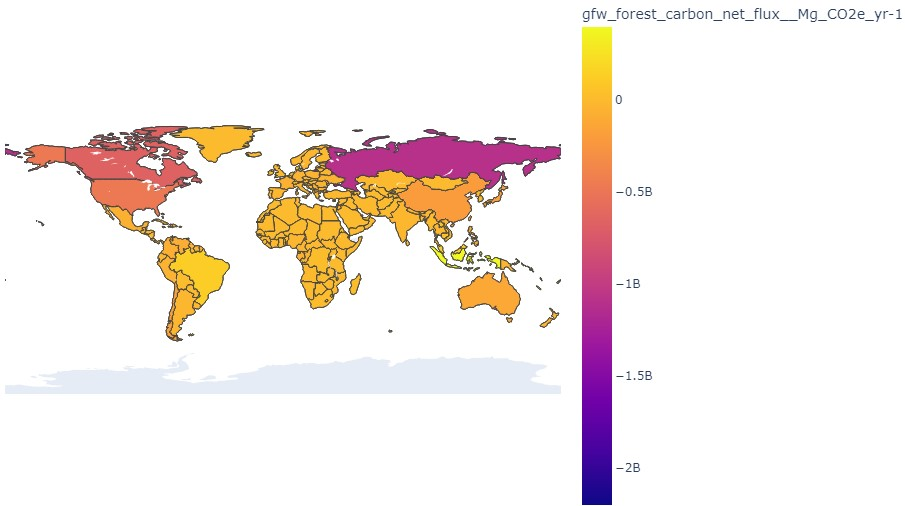 gfw_forest_carbon_net_flux__Mg_CO2e_yr-1
0
−0.5B
−1B
−1.5B
−2B